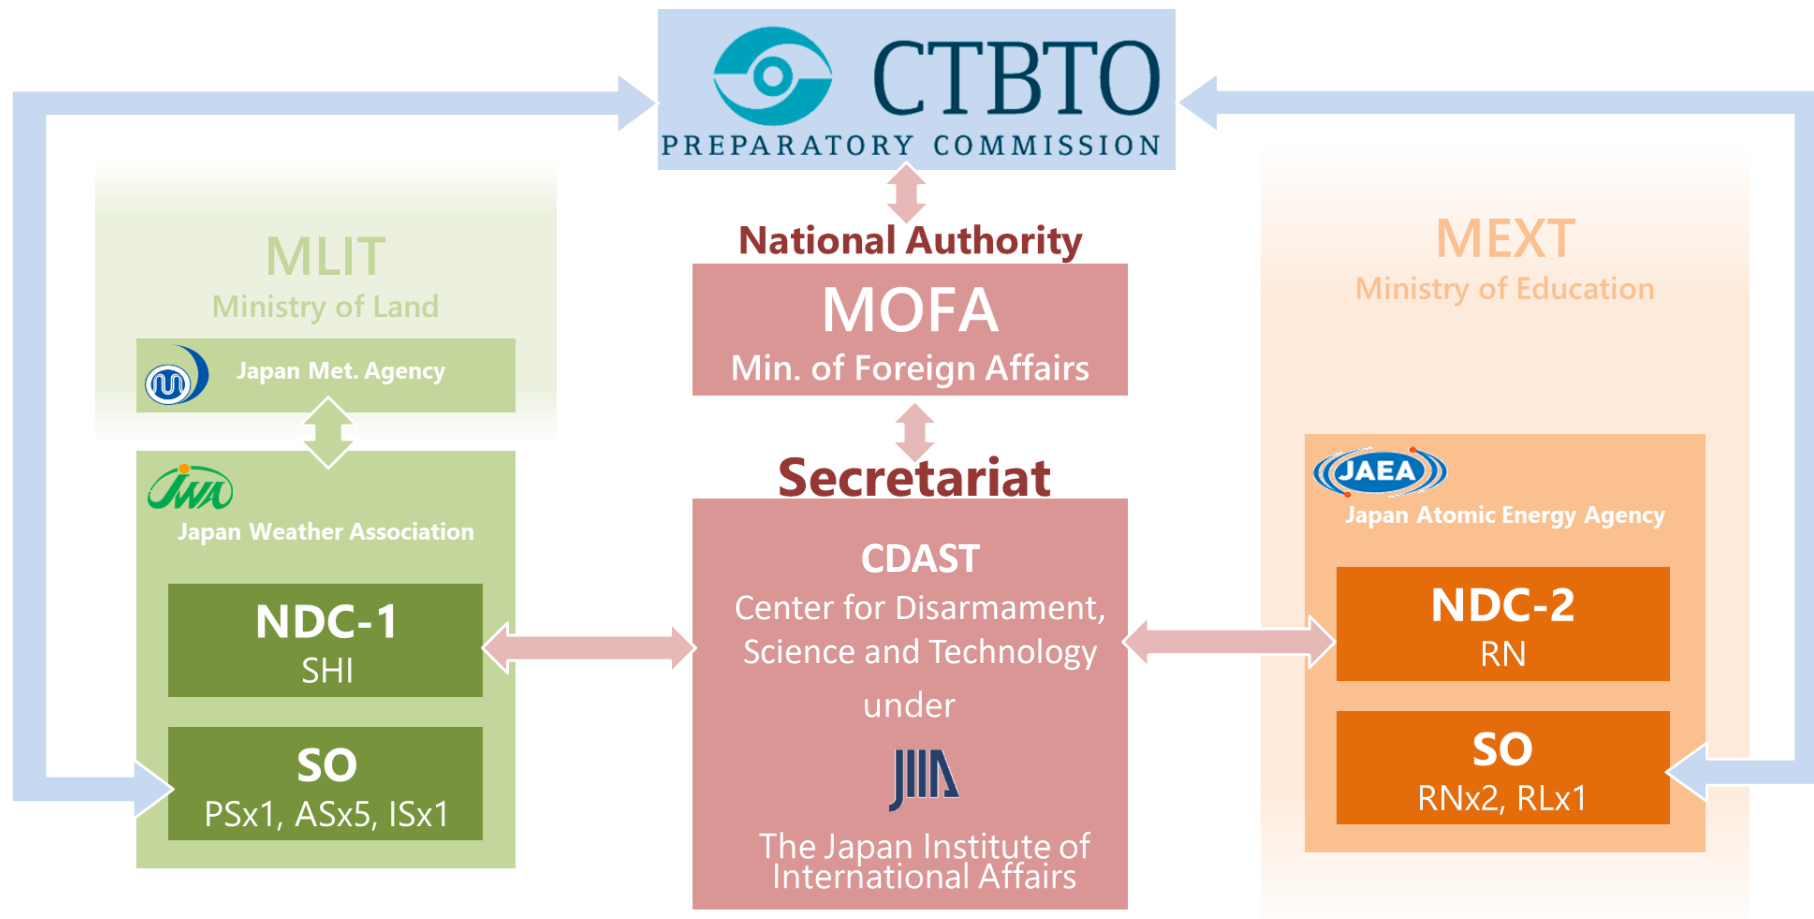 CTBTO
PREPARATORY COMMISSION
MLIT
Ministry of Land
Japan Met. Agency
JWA
Japan Weather Association
NDC-1
SHI
SO
PSx1, ASx5, ISx1
National Authority
MOFA
Min. of Foreign Affairs
Secretariat
CDAST
Center for Disarmament,
Science and Technology
under
JIIA
The Japan Institute of
International Affairs
MEXT
Ministry of Education
JAEA
Japan Atomic Energy Agency
NDC-2
RN
SO
RNx2, RLx1